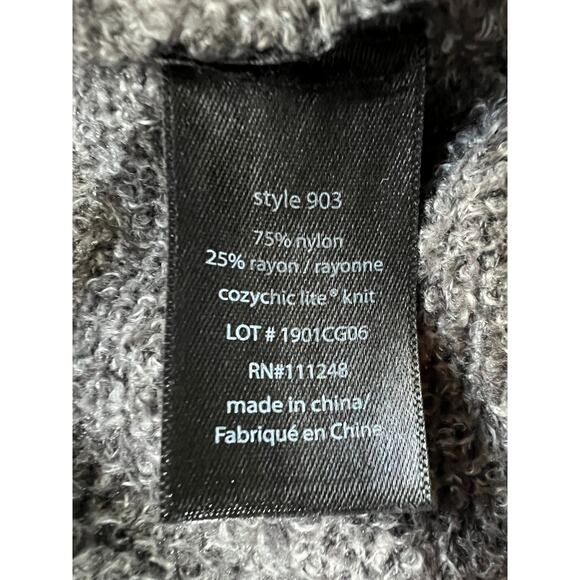 style 903
75% nylon
25% rayon / rayonne
cozychic lite® knit
LOT # 1901CG06
RN#111248
made in china/
Fabriqué en Chine